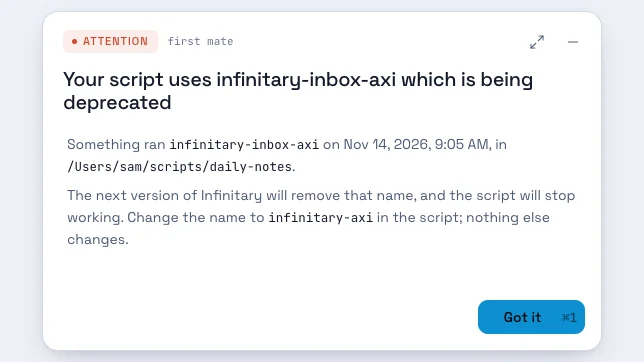 ATTENTION first mate
Your script uses infinitary-inbox-axi which is being
deprecated
Something ran infinitary-inbox-axi on Nov 14, 2026, 9:05 AM, in
/Users/sam/scripts/daily-notes.
The next version of Infinitary will remove that name, and the script will stop
working. Change the name to infinitary-axi in the script; nothing else
changes.
Got it ⌘1